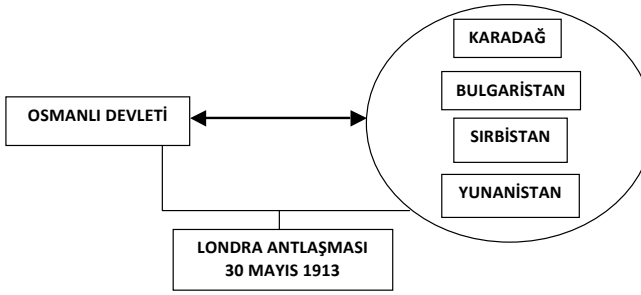 KARADAĞ
BULGARİSTAN
OSMANLI DEVLETİ
SIRBİSTAN
YUNANİSTAN
LONDRA ANTLAŞMASI
30 MAYIS 1913